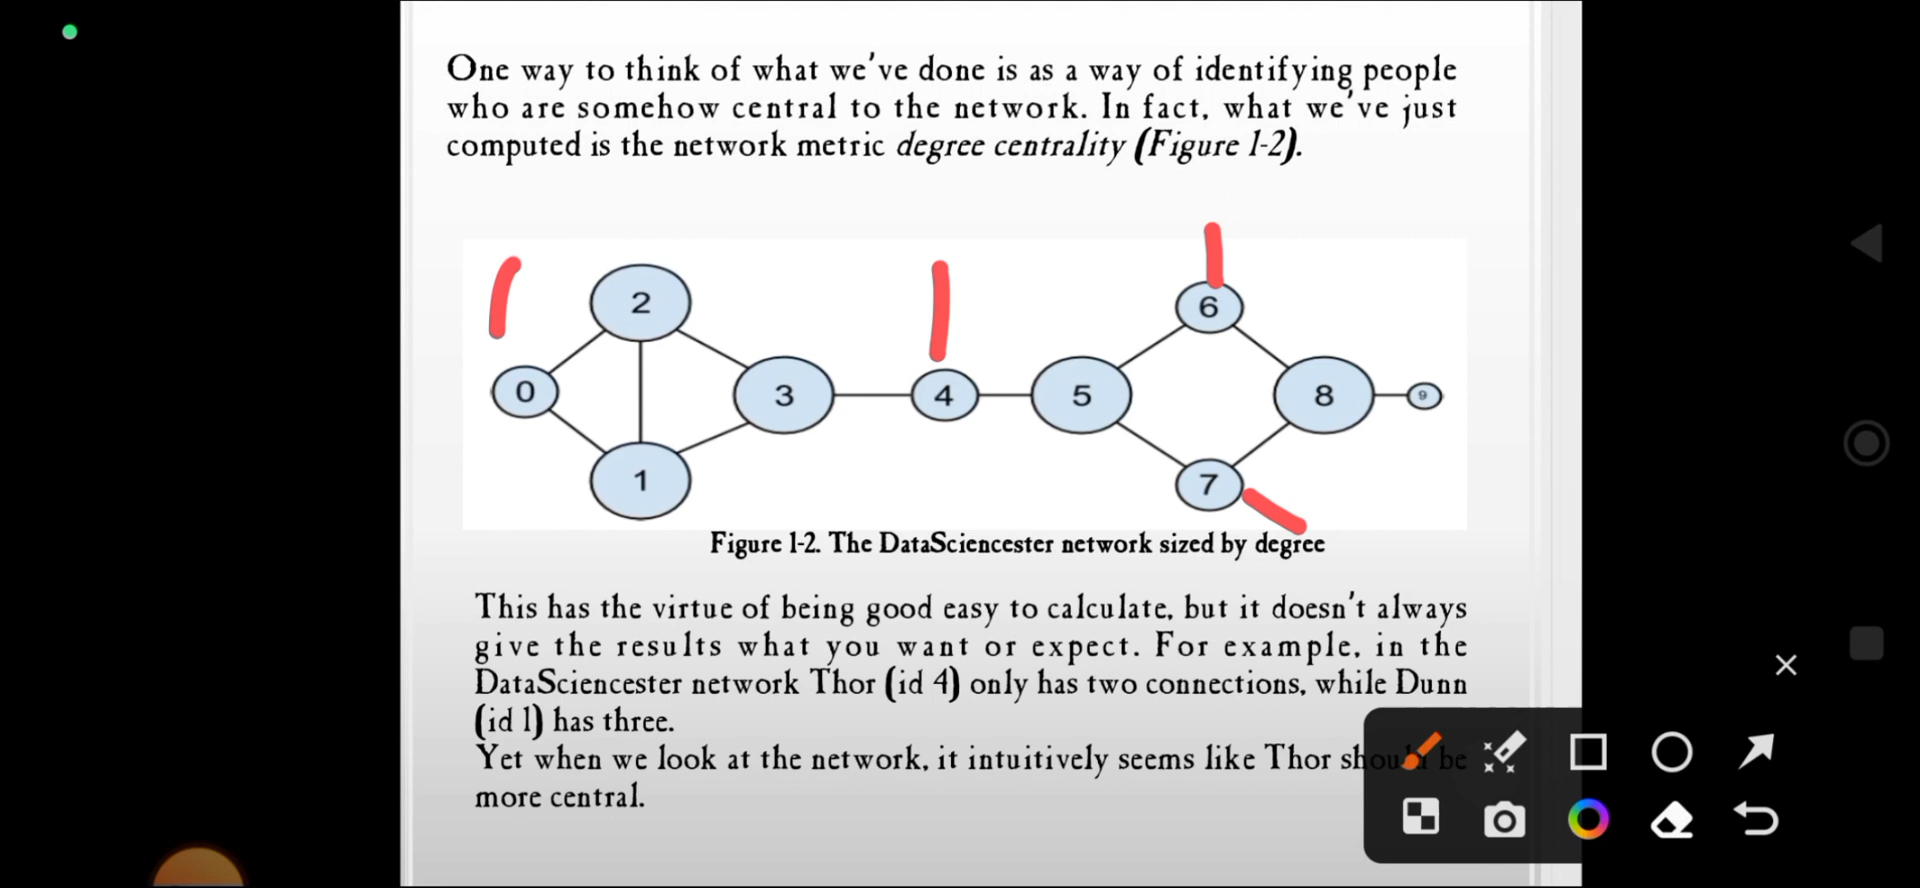 One way to think of what we've done is as a way of identifying people
who are somehow central to the network. In fact, what we've just
computed is the network metric degree centrality (Figure 1-2).
2
6
0
3
4
5
8
9
1
7
Figure 1-2. The DataSciencester network sized by degree
This has the virtue of being good easy to calculate, but it doesn't always
give the results what you want or expect. For example, in the
DataSciencester network Thor (id 4) only has two connections, while Dunn
(id 1) has three.
Yet when we look at the network, it intuitively seems like Thor should be
more central.